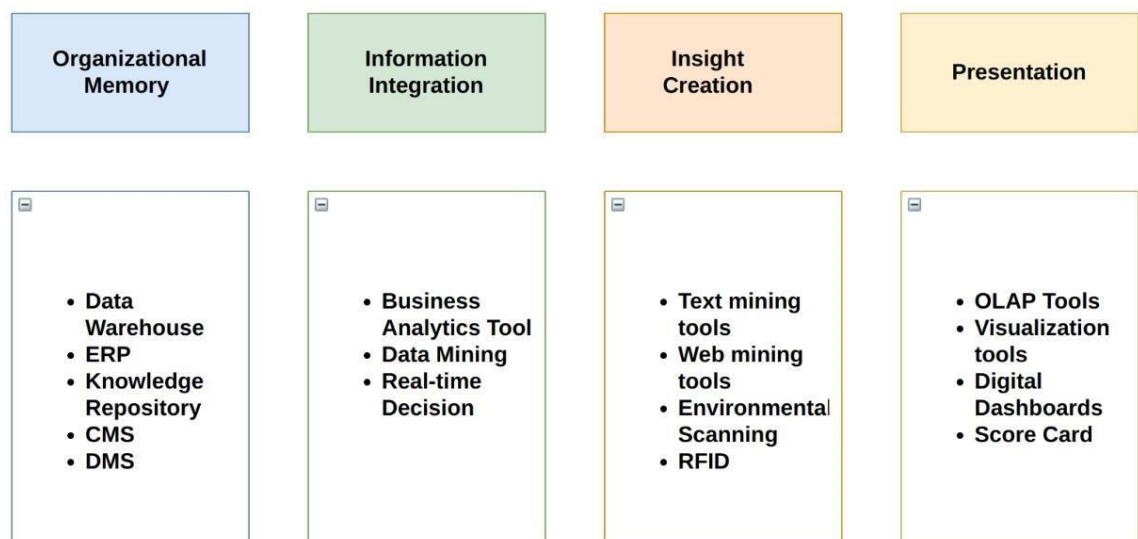 Organizational
Memory
Information
Integration
Insight
Creation
Presentation
• Data
Warehouse
• ERP
• Knowledge
Repository
• CMS
• DMS
• Business
Analytics Tool
• Data Mining
• Real-time
Decision
• Text mining
tools
• Web mining
tools
• Environmental
Scanning
• RFID
• OLAP Tools
• Visualization
tools
• Digital
Dashboards
• Score Card